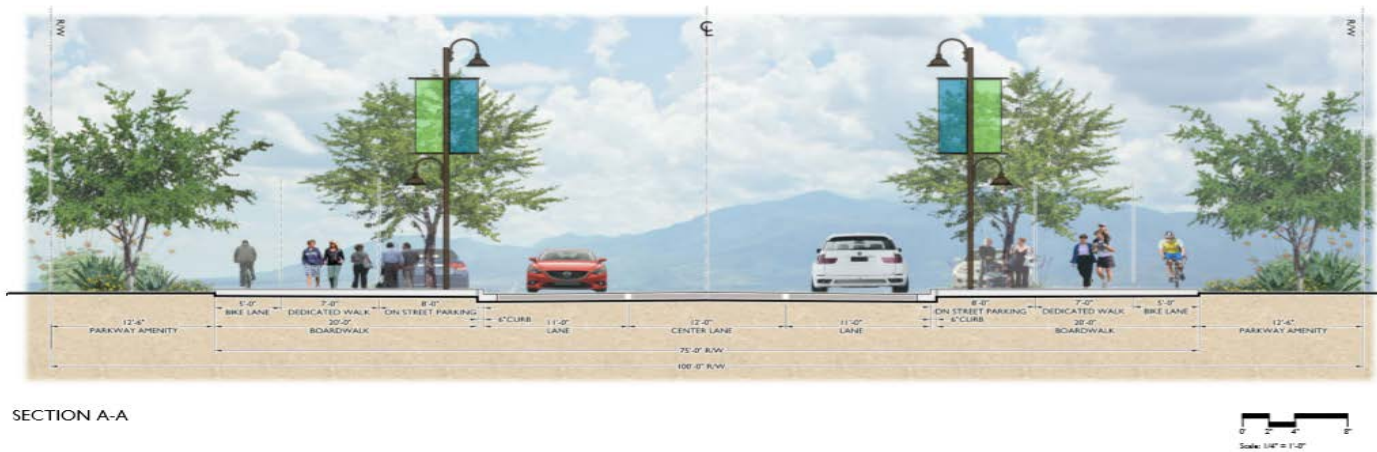 R/W
℄
R/W
5'-0"
BIKE LANE
7'-0"
DEDICATED WALK
8'-0"
ON STREET PARKING
6" CURB
12'-6"
PARKWAY AMENITY
20'-0"
BOARDWALK
11'-0"
LANE
12'-0"
CENTER LANE
11'-0"
LANE
8'-0"
ON STREET PARKING
6" CURB
7'-0"
DEDICATED WALK
5'-0"
BIKE LANE
20'-0"
BOARDWALK
12'-6"
PARKWAY AMENITY
75'-0" R/W
100'-0" R/W
SECTION A-A
0' 2' 4' 8'
Scale: 1/4" = 1'-0"